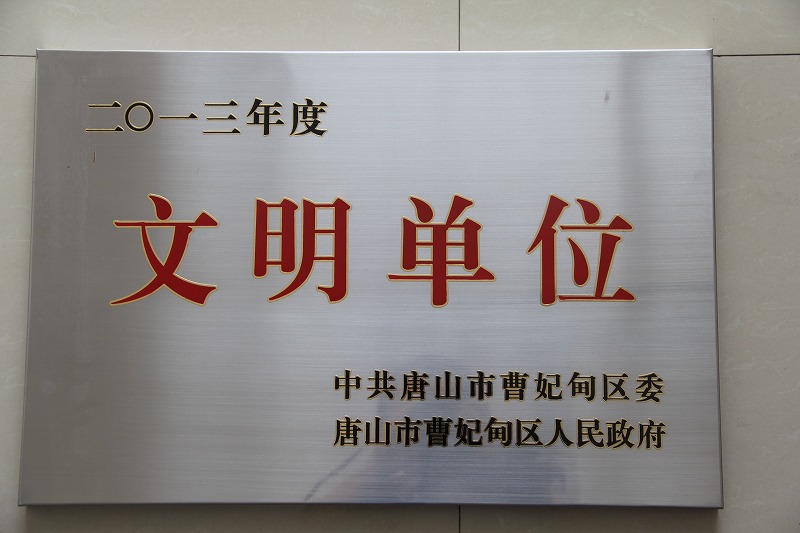 二〇一三年度
文明单位
中共唐山市曹妃甸区委
唐山市曹妃甸区人民政府